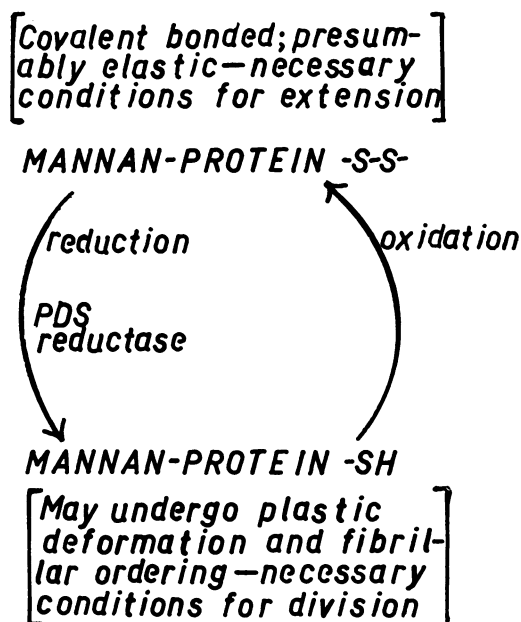 [Covalent bonded; presum-
ably elastic—necessary
conditions for extension]
MANNAN-PROTEIN -S-S-
reduction
oxidation
PDS
reductase
MANNAN-PROTEIN -SH
[May undergo plastic
deformation and fibril-
lar ordering—necessary
conditions for division]